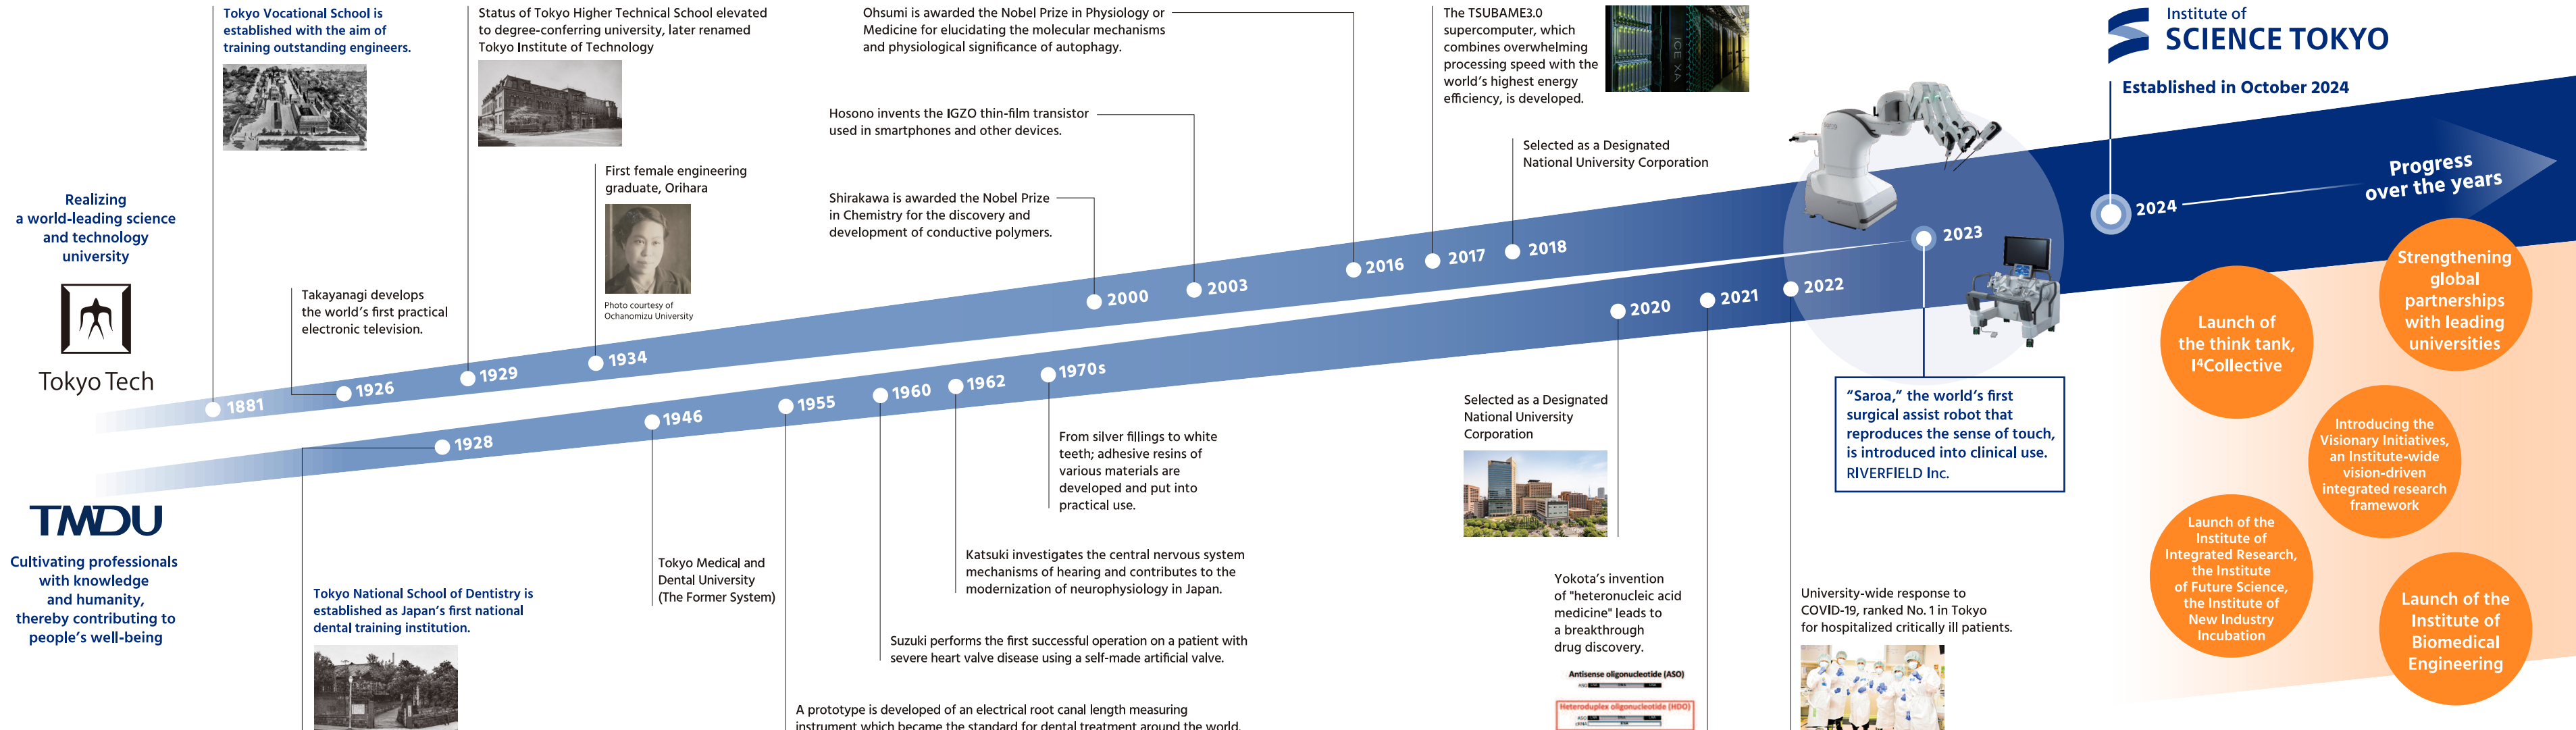 Tokyo Vocational School is
established with the aim of
training outstanding engineers.
Status of Tokyo Higher Technical School elevated
to degree-conferring university, later renamed
Tokyo Institute of Technology
Ohsumi is awarded the Nobel Prize in Physiology or
Medicine for elucidating the molecular mechanisms
and physiological significance of autophagy.
The TSUBAME3.0
supercomputer, which
combines overwhelming
processing speed with the
world's highest energy
efficiency, is developed.
ICE XA
Institute of
SCIENCE TOKYO
Established in October 2024
Hosono invents the IGZO thin-film transistor
used in smartphones and other devices.
Selected as a Designated
National University Corporation
First female engineering
graduate, Orihara
Photo courtesy of
Ochanomizu University
Shirakawa is awarded the Nobel Prize
in Chemistry for the discovery and
development of conductive polymers.
Progress
over the years
Realizing
a world-leading science
and technology
university
Tokyo Tech
Takayanagi develops
the world's first practical
electronic television.
1881
1926
1929
1934
2000
2003
2016
2017
2018
2023
2024
1928
1946
1955
1960
1962
1970s
2020
2021
2022
TMDU
Cultivating professionals
with knowledge
and humanity,
thereby contributing to
people's well-being
Tokyo National School of Dentistry is
established as Japan's first national
dental training institution.
Tokyo Medical and
Dental University
(The Former System)
From silver fillings to white
teeth; adhesive resins of
various materials are
developed and put into
practical use.
Katsuki investigates the central nervous system
mechanisms of hearing and contributes to the
modernization of neurophysiology in Japan.
Suzuki performs the first successful operation on a patient with
severe heart valve disease using a self-made artificial valve.
A prototype is developed of an electrical root canal length measuring
instrument which became the standard for dental treatment around the world.
Selected as a Designated
National University
Corporation
Yokota's invention
of "heteronucleic acid
medicine" leads to
a breakthrough
drug discovery.
Antisense oligonucleotide (ASO)
Heteroduplex oligonucleotide (HDO)
University-wide response to
COVID-19, ranked No. 1 in Tokyo
for hospitalized critically ill patients.
"Saroa," the world's first
surgical assist robot that
reproduces the sense of touch,
is introduced into clinical use.
RIVERFIELD Inc.
Launch of
the think tank,
I⁴Collective
Strengthening
global
partnerships
with leading
universities
Introducing the
Visionary Initiatives,
an Institute-wide
vision-driven
integrated research
framework
Launch of the
Institute of
Integrated Research,
the Institute
of Future Science,
the Institute of
New Industry
Incubation
Launch of the
Institute of
Biomedical
Engineering